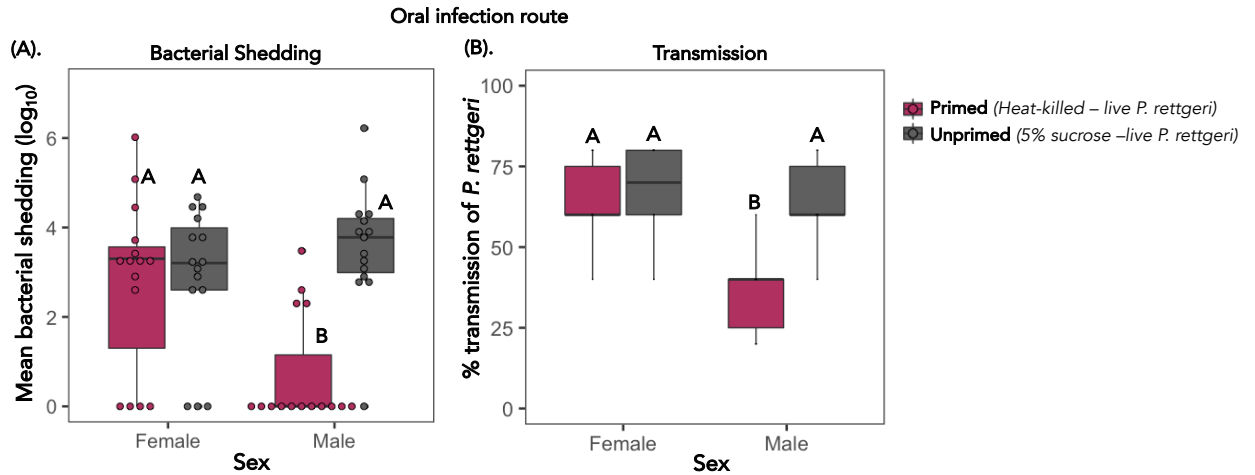 Oral infection route
(A).
Bacterial Shedding
Mean bacterial shedding (log10)
6
4
2
0
A
A
B
A
Female
Male
Sex
(B).
Transmission
% transmission of P. rettgeri
100
75
50
25
0
A
A
B
A
Female
Male
Sex
Primed (Heat-killed – live P. rettgeri)
Unprimed (5% sucrose –live P. rettgeri)